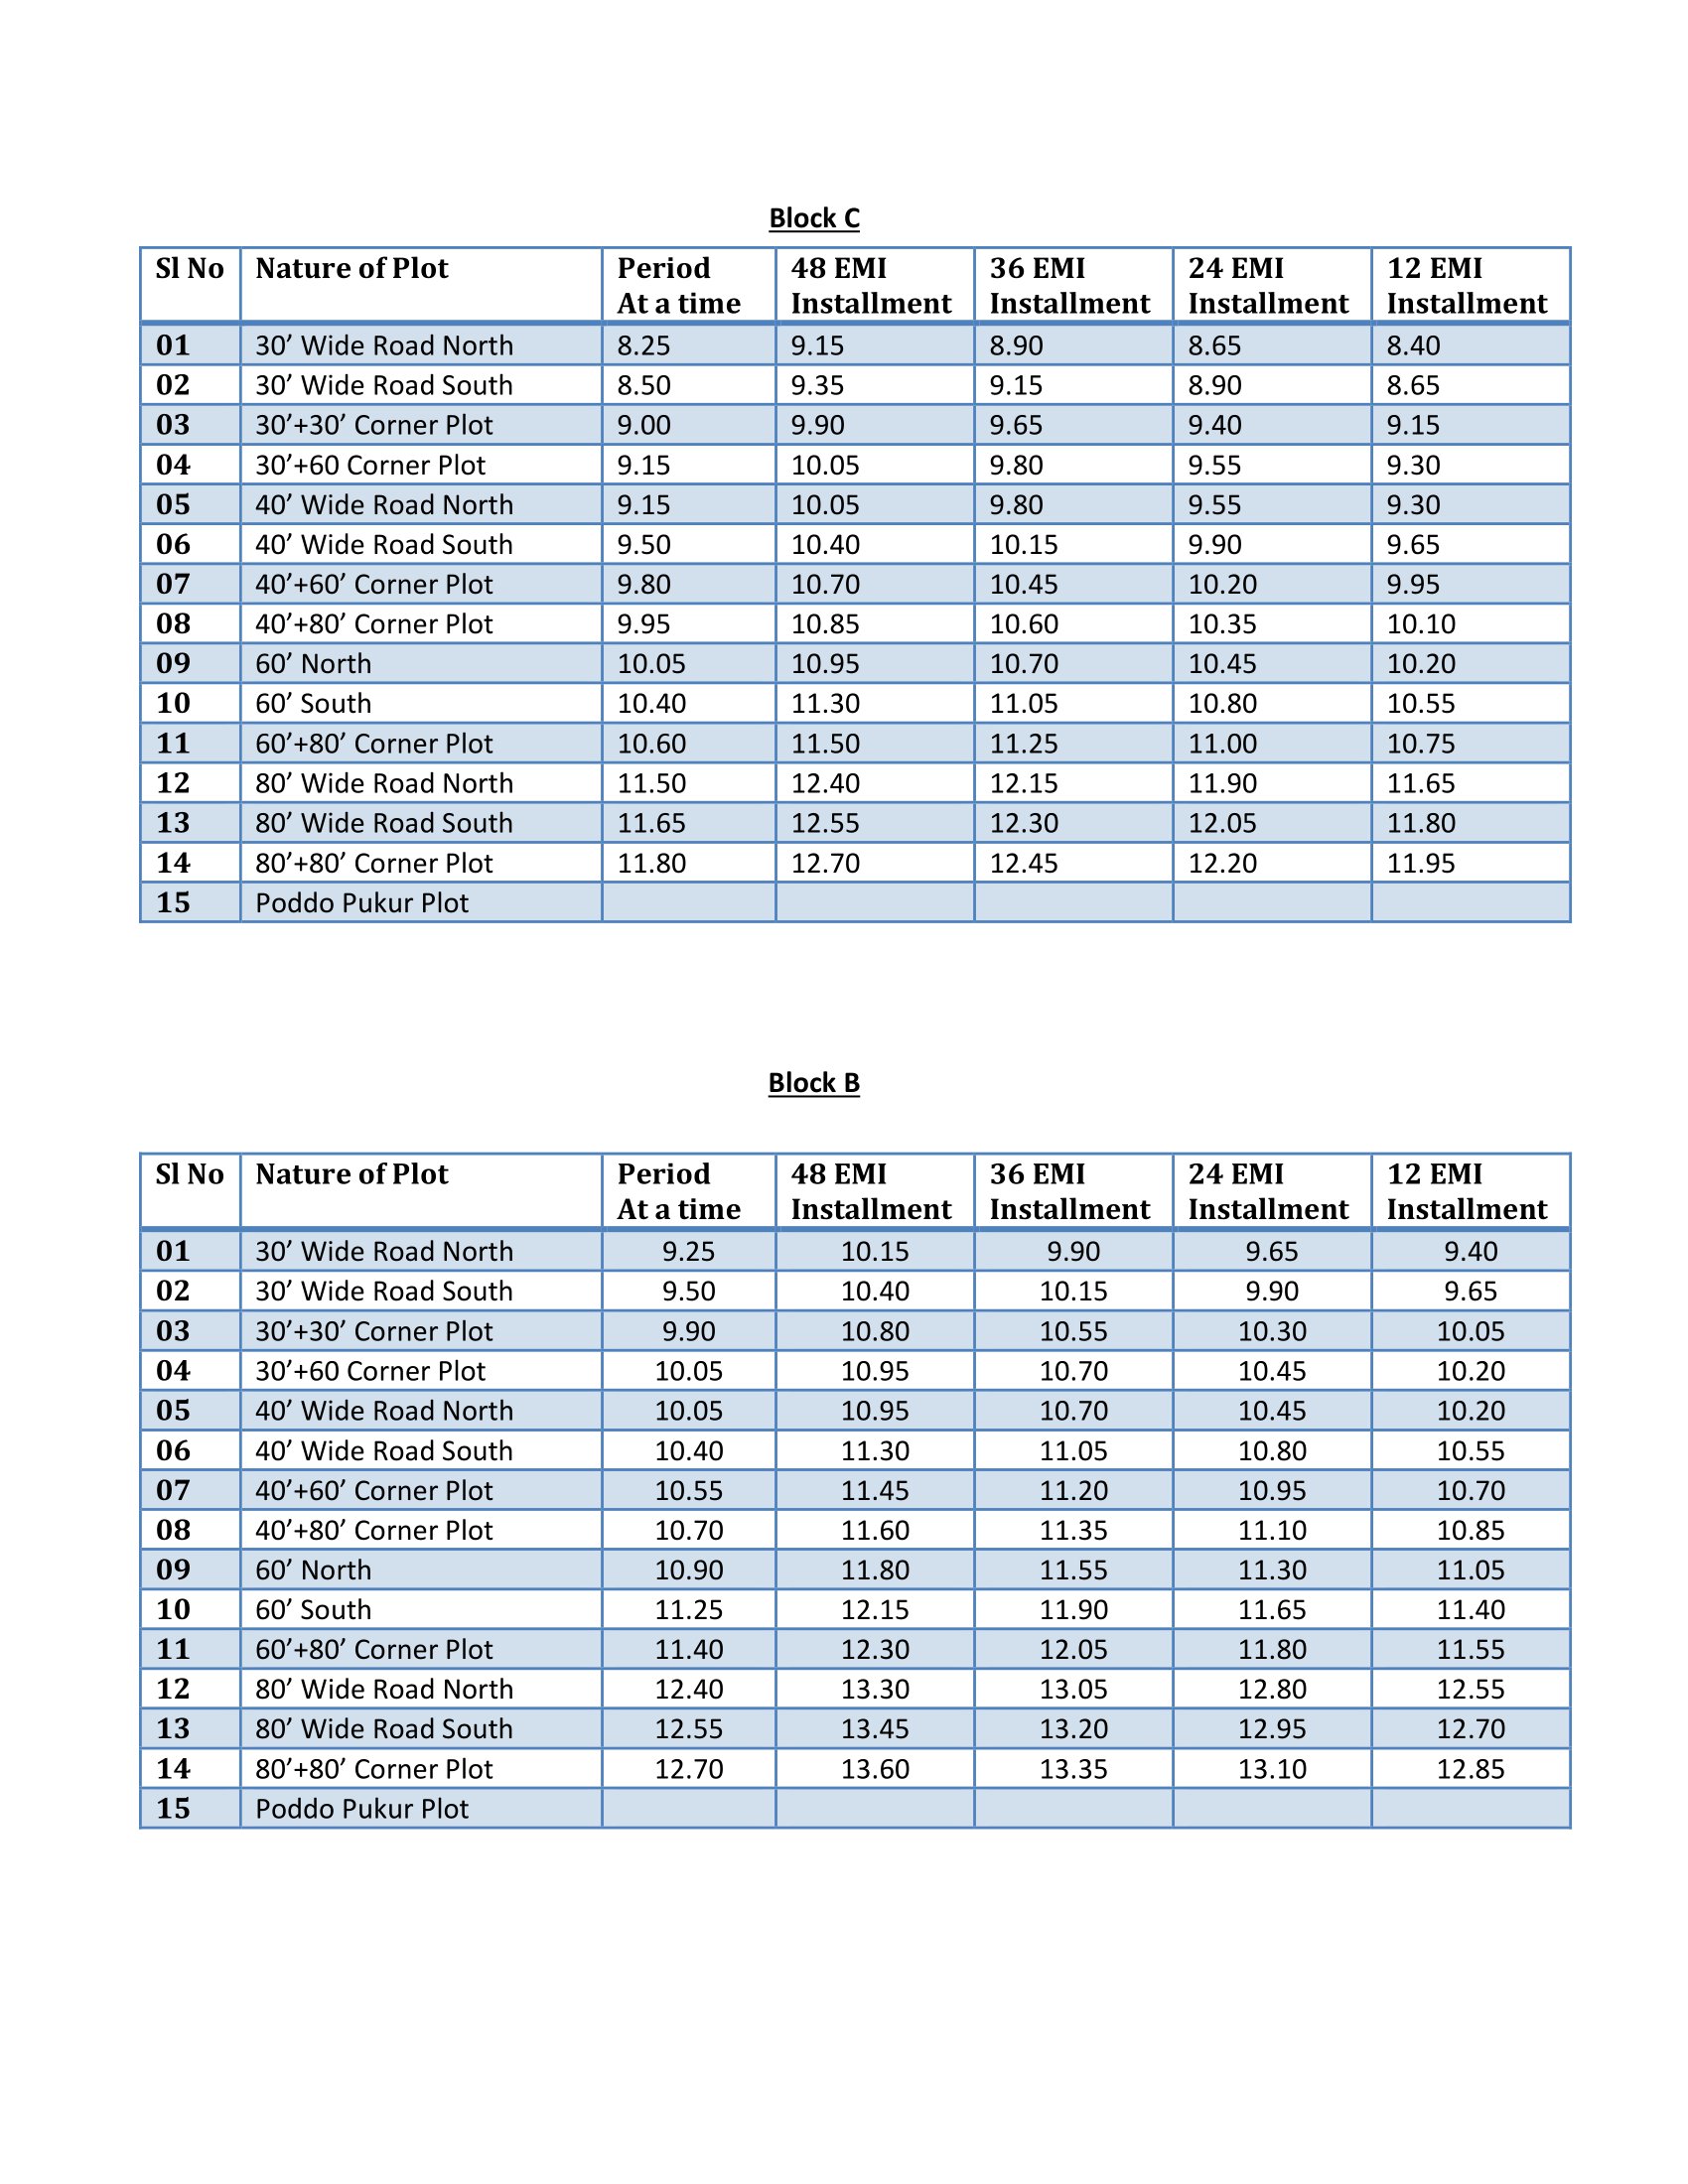 Block C
Sl No Nature of Plot Period 48 EMI 36 EMI 24 EMI 12 EMI
At a time Installment Installment Installment Installment
01 30’ Wide Road North 8.25 9.15 8.90 8.65 8.40
02 30’ Wide Road South 8.50 9.35 9.15 8.90 8.65
03 30’+30’ Corner Plot 9.00 9.90 9.65 9.40 9.15
04 30’+60 Corner Plot 9.15 10.05 9.80 9.55 9.30
05 40’ Wide Road North 9.15 10.05 9.80 9.55 9.30
06 40’ Wide Road South 9.50 10.40 10.15 9.90 9.65
07 40’+60’ Corner Plot 9.80 10.70 10.45 10.20 9.95
08 40’+80’ Corner Plot 9.95 10.85 10.60 10.35 10.10
09 60’ North 10.05 10.95 10.70 10.45 10.20
10 60’ South 10.40 11.30 11.05 10.80 10.55
11 60’+80’ Corner Plot 10.60 11.50 11.25 11.00 10.75
12 80’ Wide Road North 11.50 12.40 12.15 11.90 11.65
13 80’ Wide Road South 11.65 12.55 12.30 12.05 11.80
14 80’+80’ Corner Plot 11.80 12.70 12.45 12.20 11.95
15 Poddo Pukur Plot
Block B
Sl No Nature of Plot Period 48 EMI 36 EMI 24 EMI 12 EMI
At a time Installment Installment Installment Installment
01 30’ Wide Road North 9.25 10.15 9.90 9.65 9.40
02 30’ Wide Road South 9.50 10.40 10.15 9.90 9.65
03 30’+30’ Corner Plot 9.90 10.80 10.55 10.30 10.05
04 30’+60 Corner Plot 10.05 10.95 10.70 10.45 10.20
05 40’ Wide Road North 10.05 10.95 10.70 10.45 10.20
06 40’ Wide Road South 10.40 11.30 11.05 10.80 10.55
07 40’+60’ Corner Plot 10.55 11.45 11.20 10.95 10.70
08 40’+80’ Corner Plot 10.70 11.60 11.35 11.10 10.85
09 60’ North 10.90 11.80 11.55 11.30 11.05
10 60’ South 11.25 12.15 11.90 11.65 11.40
11 60’+80’ Corner Plot 11.40 12.30 12.05 11.80 11.55
12 80’ Wide Road North 12.40 13.30 13.05 12.80 12.55
13 80’ Wide Road South 12.55 13.45 13.20 12.95 12.70
14 80’+80’ Corner Plot 12.70 13.60 13.35 13.10 12.85
15 Poddo Pukur Plot